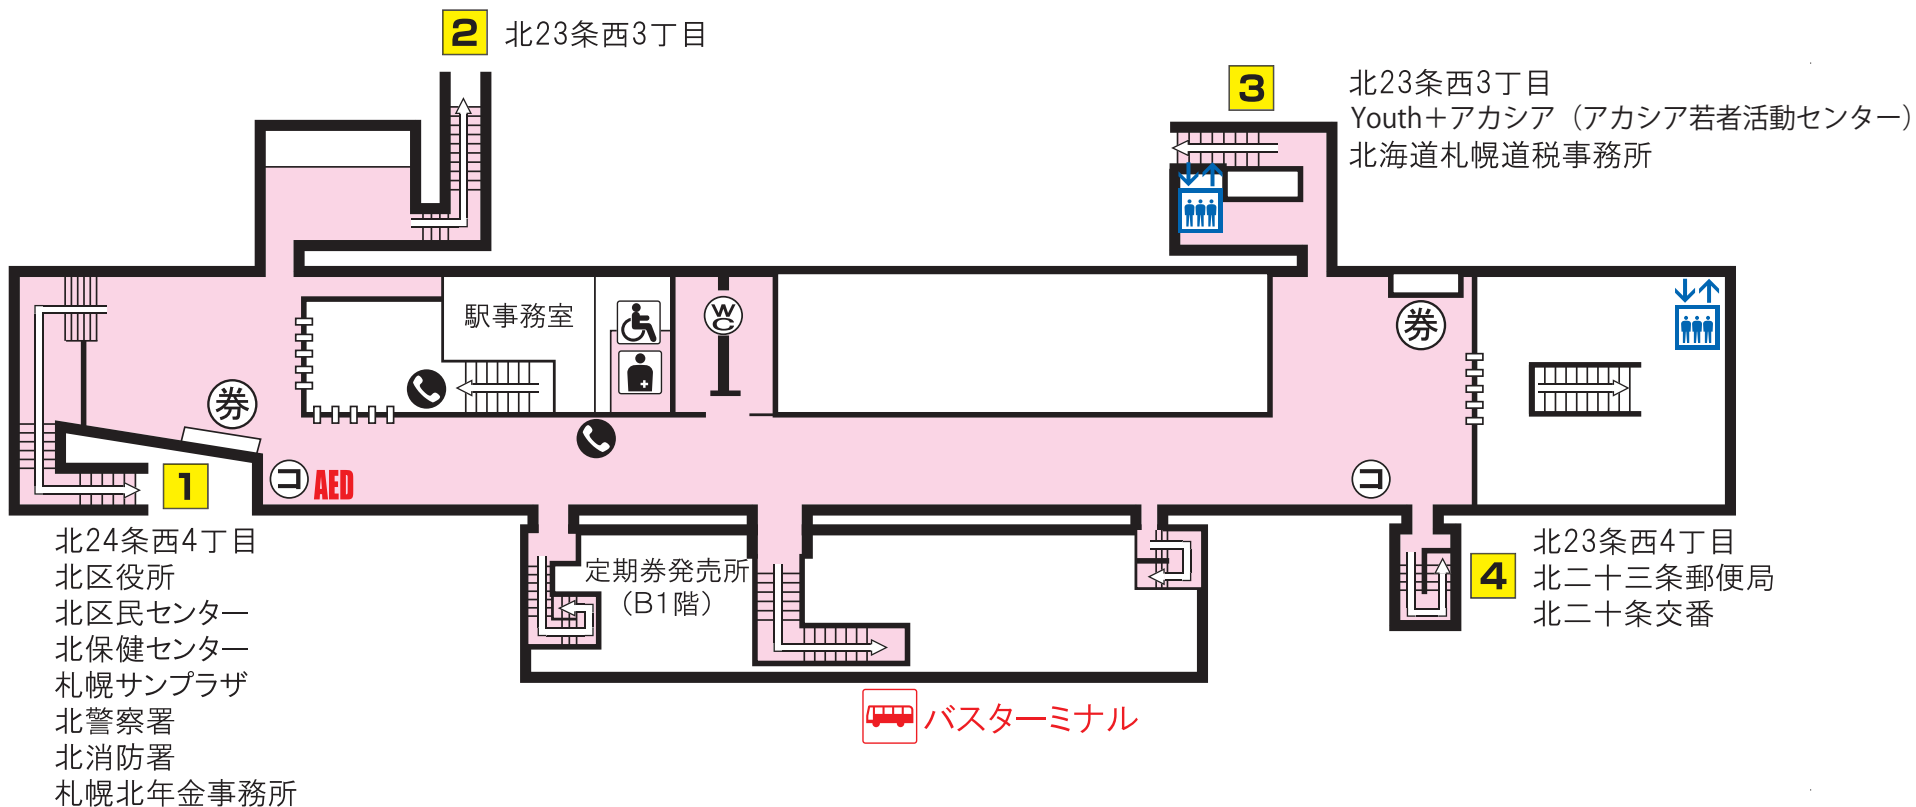 2 北23条西3丁目
3 北23条西3丁目
Youth＋アカシア（アカシア若者活動センター）
北海道札幌道税事務所
駅事務室
WC
券
券
コ AED
コ
1
北24条西4丁目
北区役所
北区民センター
北保健センター
札幌サンプラザ
北警察署
北消防署
札幌北年金事務所
定期券発売所
（B1階）
4 北23条西4丁目
北二十三条郵便局
北二十条交番
バスターミナル